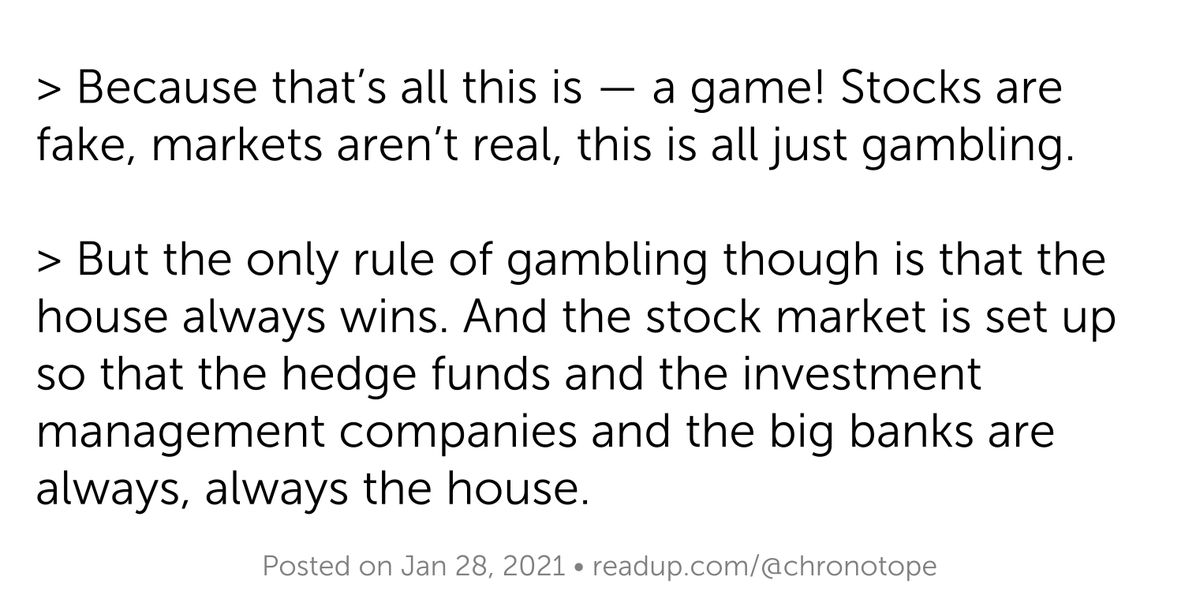 > Because that’s all this is — a game! Stocks are
fake, markets aren’t real, this is all just gambling.
> But the only rule of gambling though is that the
house always wins. And the stock market is set up
so that the hedge funds and the investment
management companies and the big banks are
always, always the house.
Posted on Jan 28, 2021 • readup.com/@chronotope